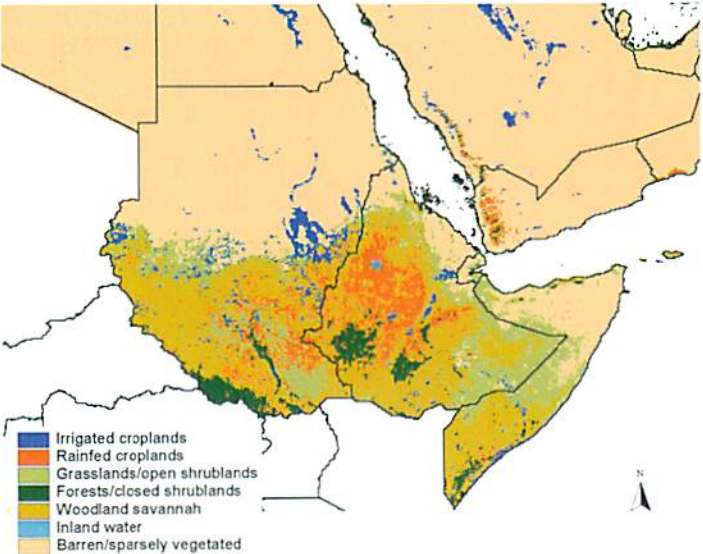 Irrigated croplands
Rainfed croplands
Grasslands/open shrublands
Forests/closed shrublands
Woodland savannah
Inland water
Barren/sparsely vegetated
N